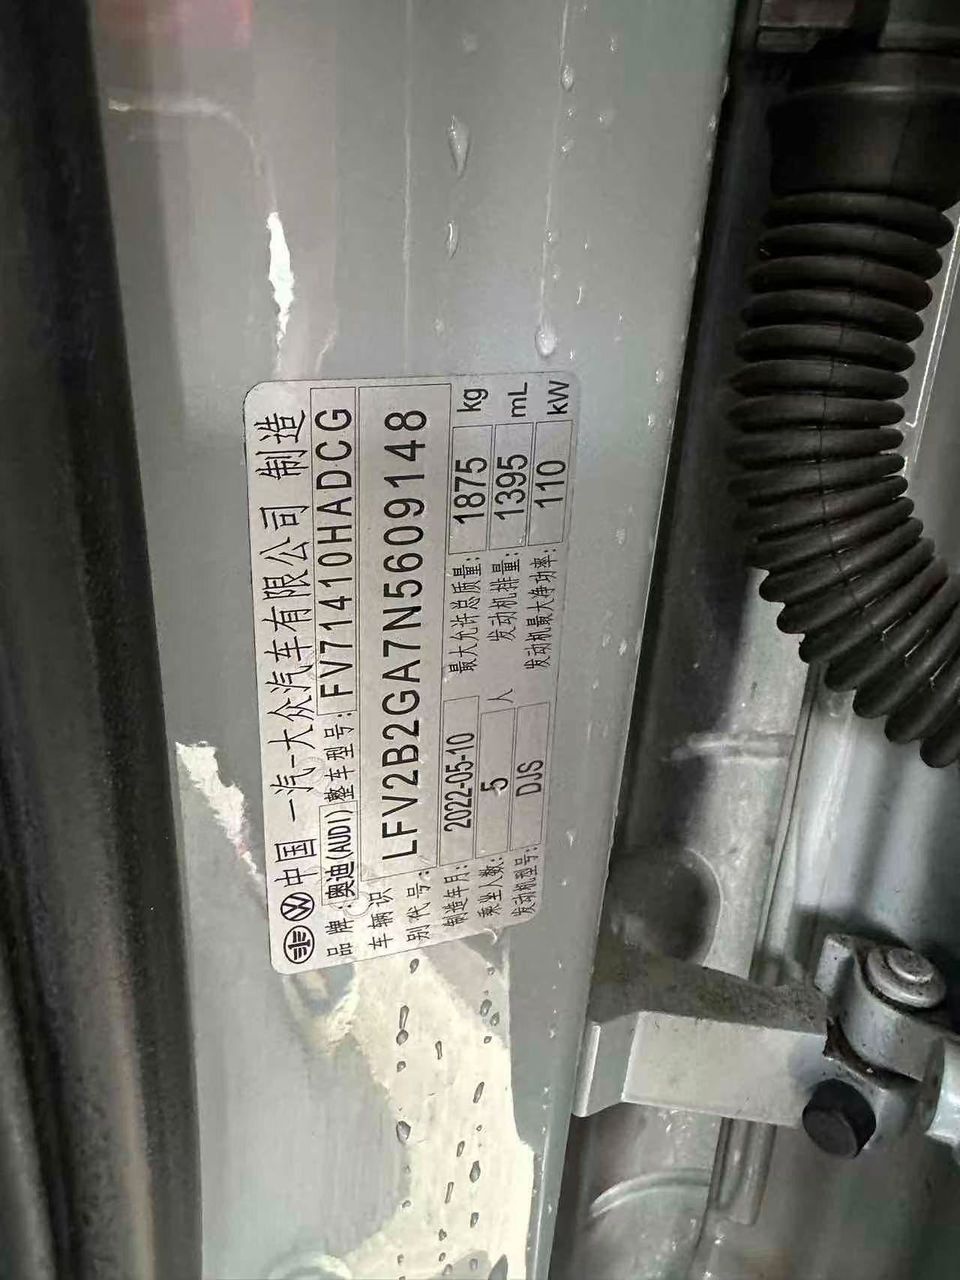 中国 一汽-大众汽车有限公司 制造
品牌: 奥迪(AUDI) 整车型号: FV71410HADCG
车辆识别代号: LFV2B2GA7N5609148
制造年月: 2022-05-10 最大允许总质量: 1875 kg
乘坐人数: 5 人 发动机排量: 1395 mL
发动机型号: DJS 发动机最大净功率: 110 kW